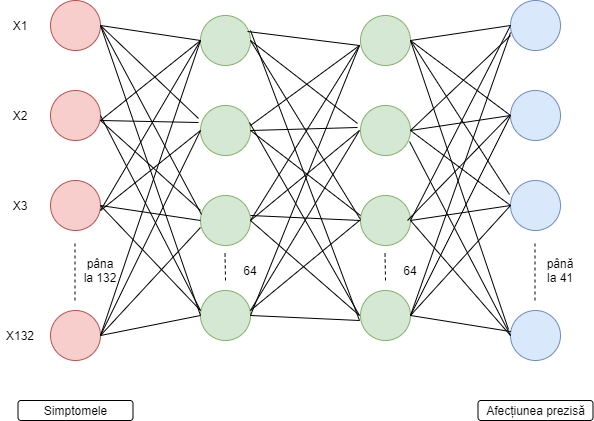 X1
X2
X3
pâna
la 132
64
64
până
la 41
X132
Simptomele
Afecțiunea prezisă